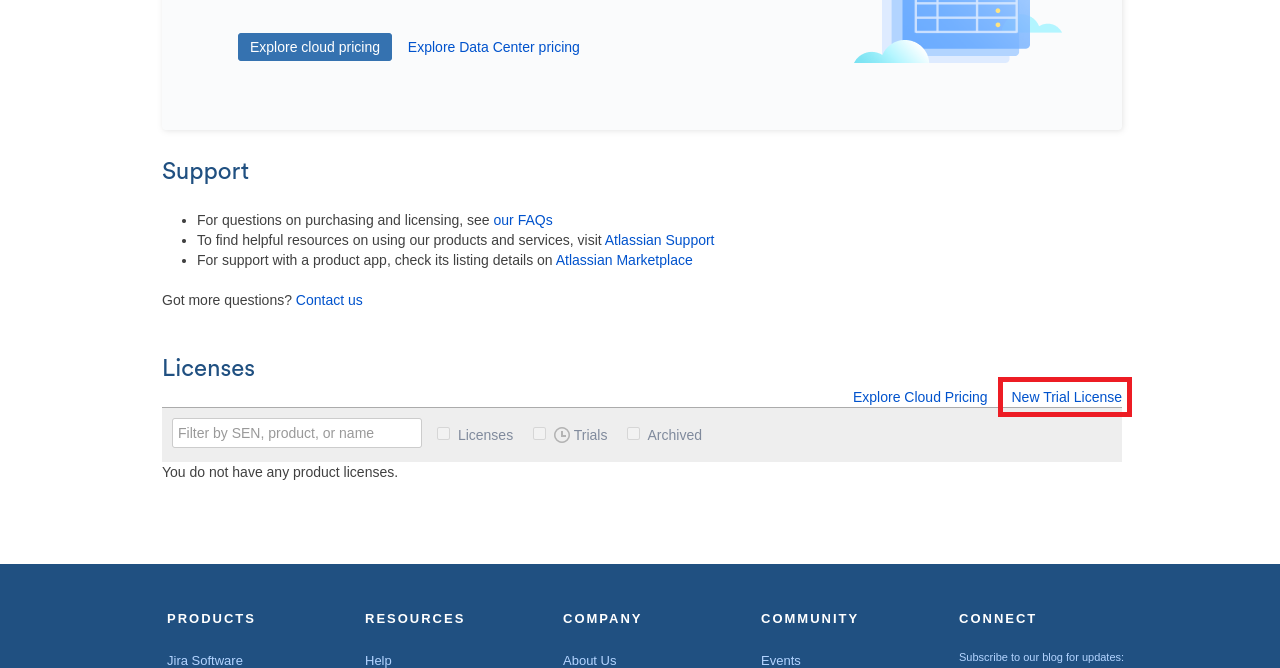 Explore cloud pricing Explore Data Center pricing
Support
• For questions on purchasing and licensing, see our FAQs
• To find helpful resources on using our products and services, visit Atlassian Support
• For support with a product app, check its listing details on Atlassian Marketplace
Got more questions? Contact us
Licenses
Explore Cloud Pricing New Trial License
Filter by SEN, product, or name Licenses Trials Archived
You do not have any product licenses.
PRODUCTS RESOURCES COMPANY COMMUNITY CONNECT
Jira Software Help About Us Events Subscribe to our blog for updates: